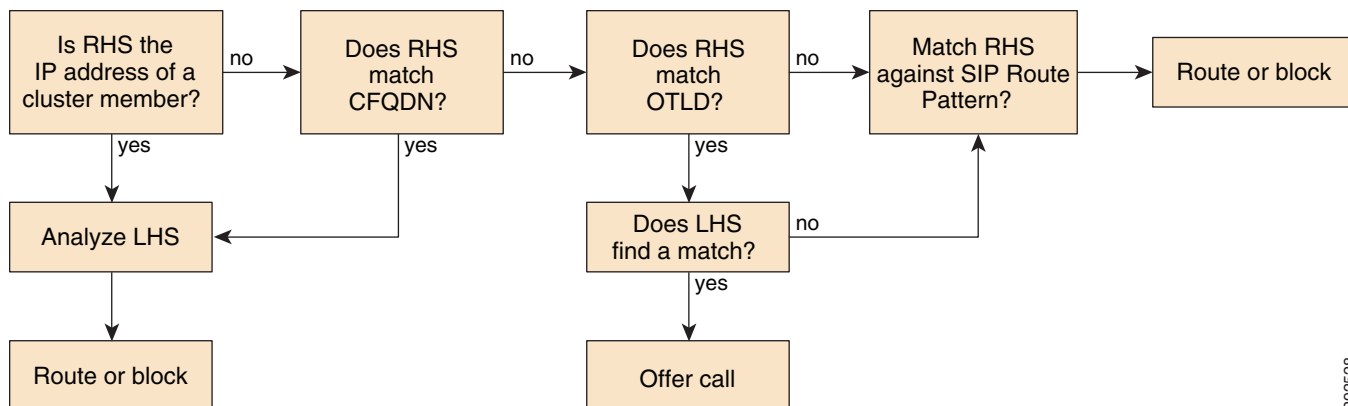 Is RHS the
IP address of a
cluster member?
no
Does RHS
match
CFQDN?
no
Does RHS
match
OTLD?
no
Match RHS
against SIP Route
Pattern?
Route or block
yes
yes
yes
Analyze LHS
Does LHS
find a match?
no
yes
Route or block
Offer call